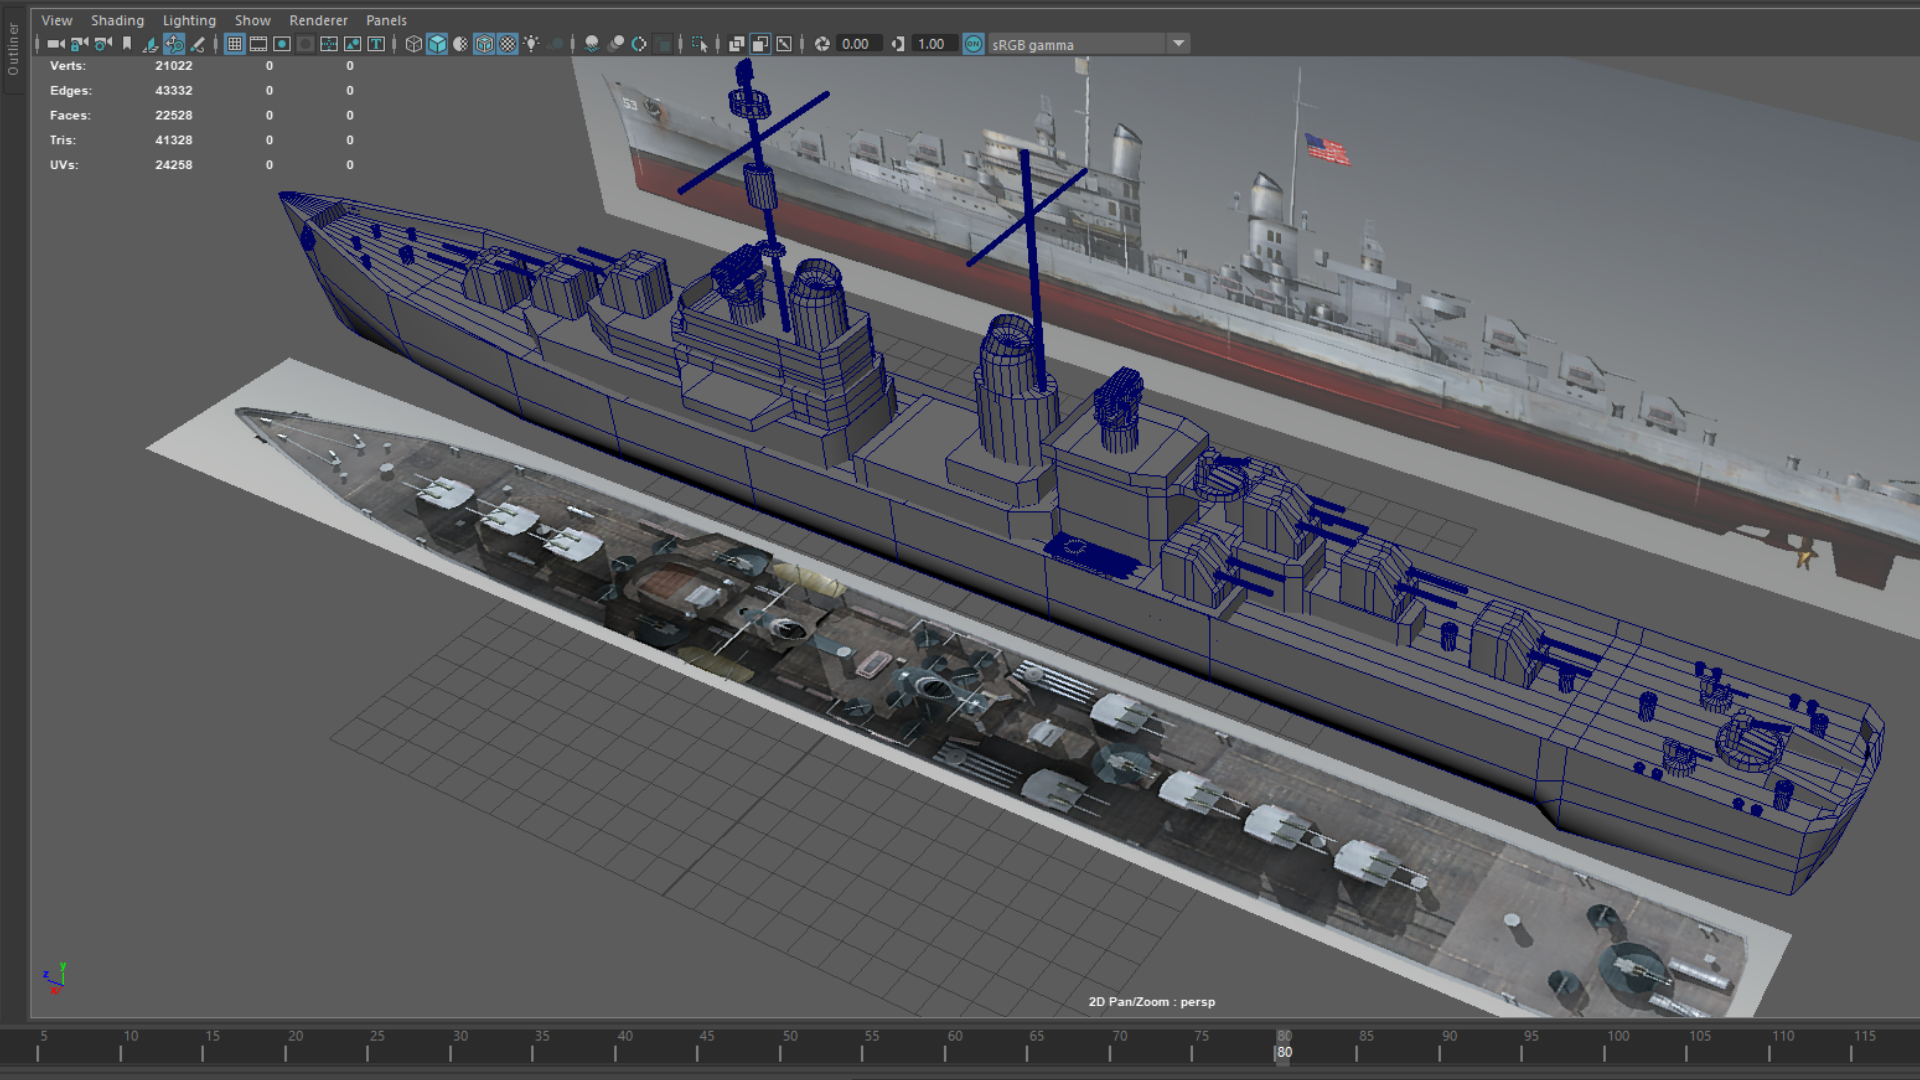 Outliner
View Shading Lighting Show Renderer Panels
0.00 1.00 ON sRGB gamma
Verts: 21022 0 0
Edges: 43332 0 0
Faces: 22528 0 0
Tris: 41328 0 0
UVs: 24258 0 0
53
z y x
2D Pan/Zoom : persp
5 10 15 20 25 30 35 40 45 50 55 60 65 70 75 80 85 90 95 100 105 110 115
80